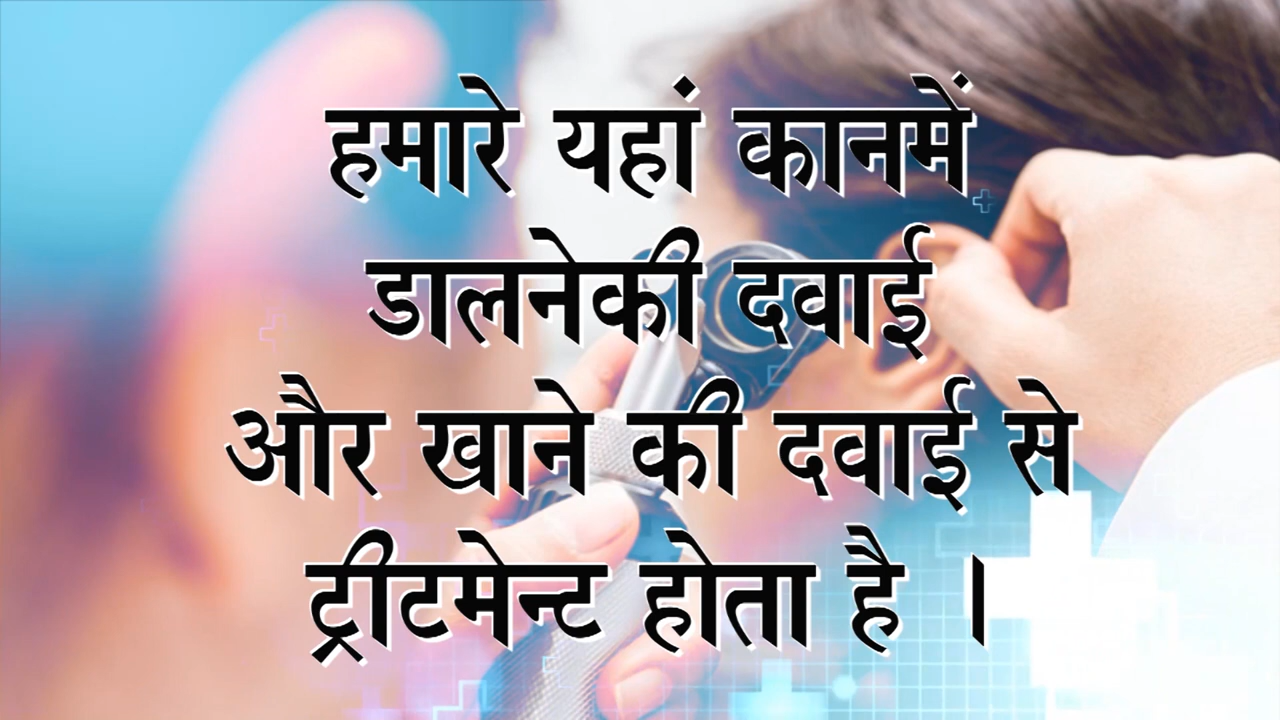 हमारे यहां कानमें
डालनेकी दवाई
और खाने की दवाई से
ट्रीटमेन्ट होता है ।